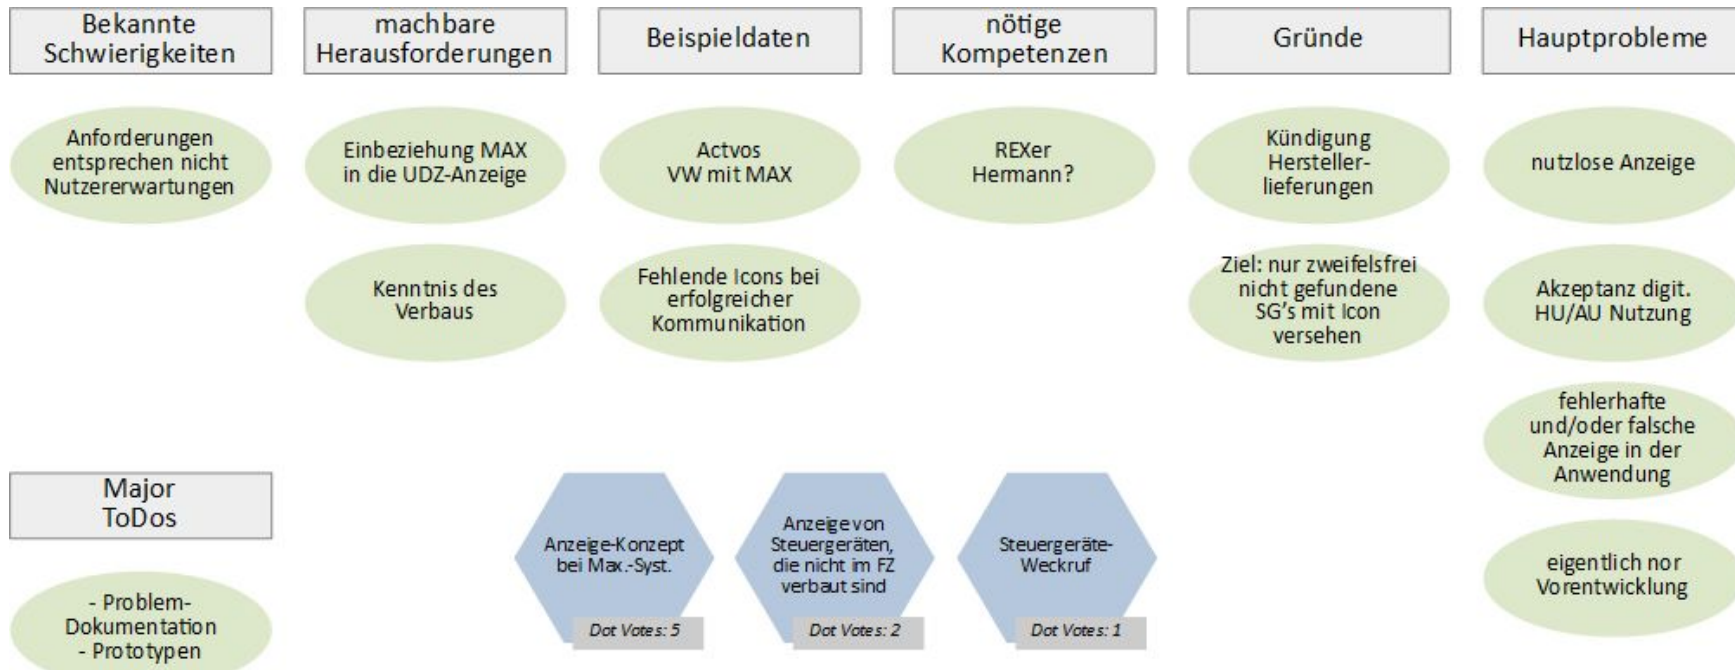 Bekannte
Schwierigkeiten
machbare
Herausforderungen
Beispieldaten
nötige
Kompetenzen
Gründe
Hauptprobleme
Anforderungen
entsprechen nicht
Nutzererwartungen
Einbeziehung MAX
in die UDZ-Anzeige
Actvos
VW mit MAX
REXer
Hermann?
Kündigung
Hersteller-
lieferungen
nutzlose Anzeige
Kenntnis des
Verbaus
Fehlende Icons bei
erfolgreicher
Kommunikation
Ziel: nur zweifelsfrei
nicht gefundene
SG's mit Icon
versehen
Akzeptanz digit.
HU/AU Nutzung
fehlerhafte
und/oder falsche
Anzeige in der
Anwendung
Major
ToDos
Anzeige-Konzept
bei Max.-Syst.
Dot Votes: 5
Anzeige von
Steuergeräten,
die nicht im FZ
verbaut sind
Dot Votes: 2
Steuergeräte-
Weckruf
Dot Votes: 1
eigentlich nor
Vorentwicklung
- Problem-
Dokumentation
- Prototypen